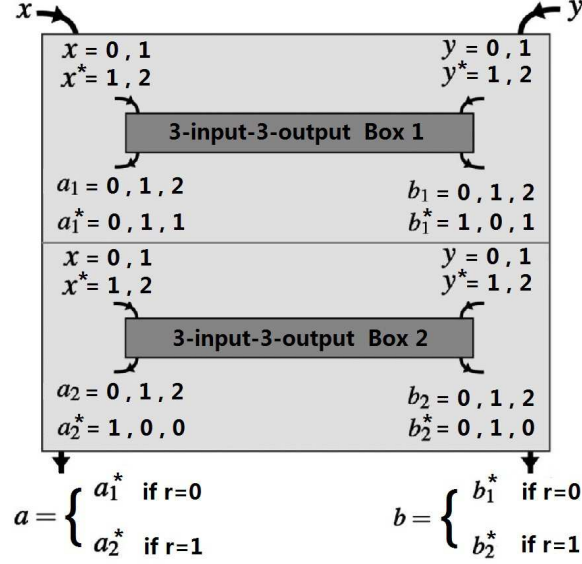 x y
x = 0 , 1 y = 0 , 1
x*= 1 , 2 y*= 1 , 2
3-input-3-output Box 1
a₁ = 0 , 1 , 2 b₁ = 0 , 1 , 2
a₁*= 0 , 1 , 1 b₁*= 1 , 0 , 1
x = 0 , 1 y = 0 , 1
x*= 1 , 2 y*= 1 , 2
3-input-3-output Box 2
a₂ = 0 , 1 , 2 b₂ = 0 , 1 , 2
a₂*= 1 , 0 , 0 b₂*= 0 , 1 , 0
a = { a₁* if r=0 b = { b₁* if r=0
a₂* if r=1 b₂* if r=1